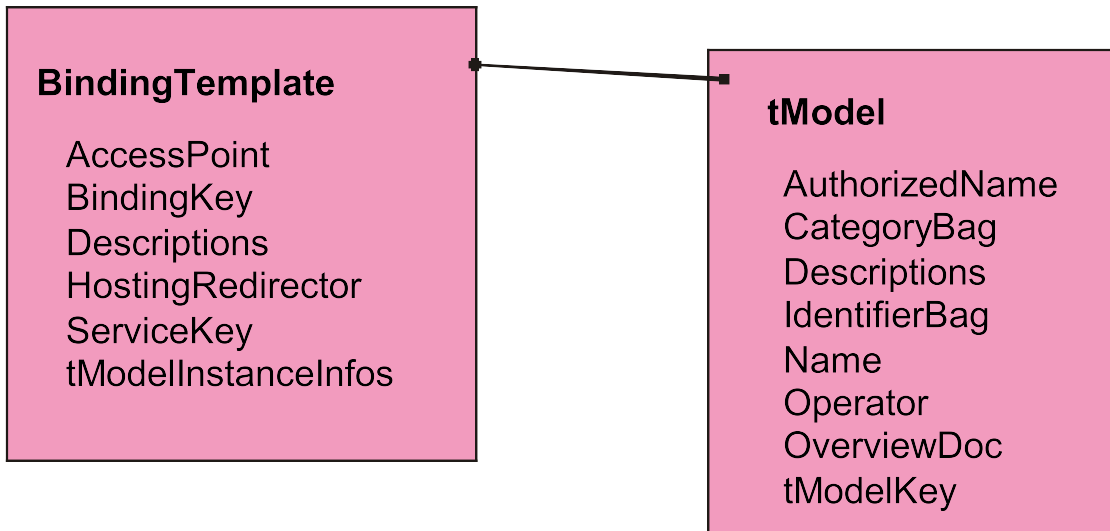 BindingTemplate
AccessPoint
BindingKey
Descriptions
HostingRedirector
ServiceKey
tModelInstanceInfos
tModel
AuthorizedName
CategoryBag
Descriptions
IdentifierBag
Name
Operator
OverviewDoc
tModelKey